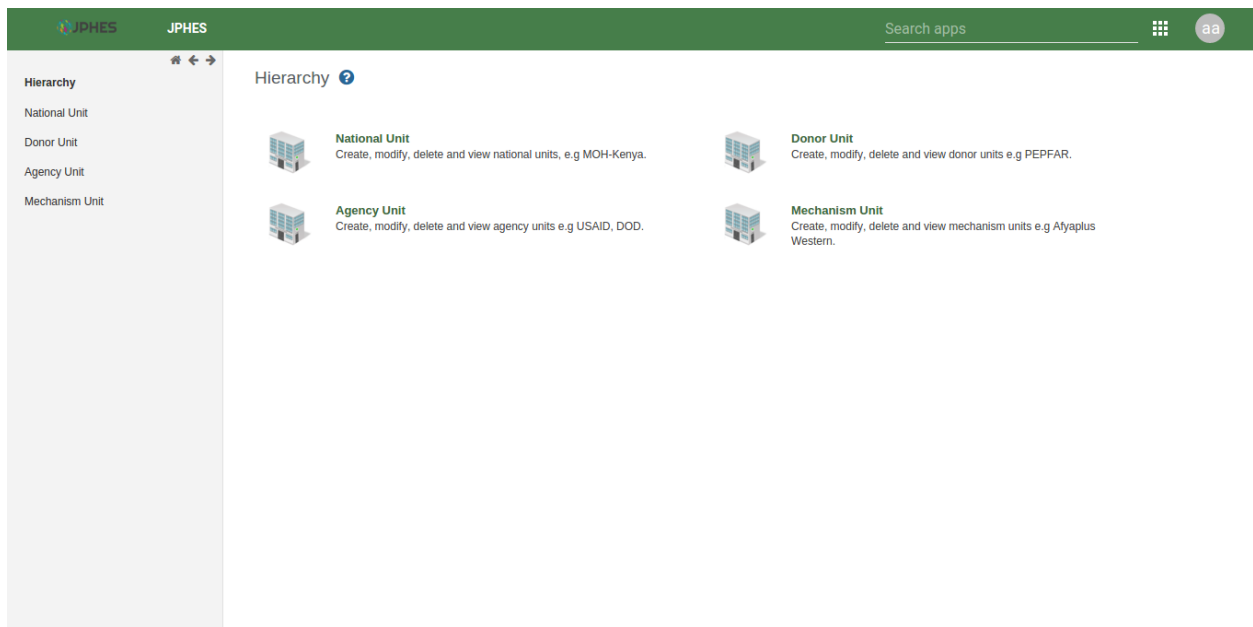 JPHES
JPHES
Search apps
aa
Hierarchy
National Unit
Donor Unit
Agency Unit
Mechanism Unit
Hierarchy
National Unit
Create, modify, delete and view national units, e.g MOH-Kenya.
Donor Unit
Create, modify, delete and view donor units e.g PEPFAR.
Agency Unit
Create, modify, delete and view agency units e.g USAID, DOD.
Mechanism Unit
Create, modify, delete and view mechanism units e.g Afyaplus
Western.